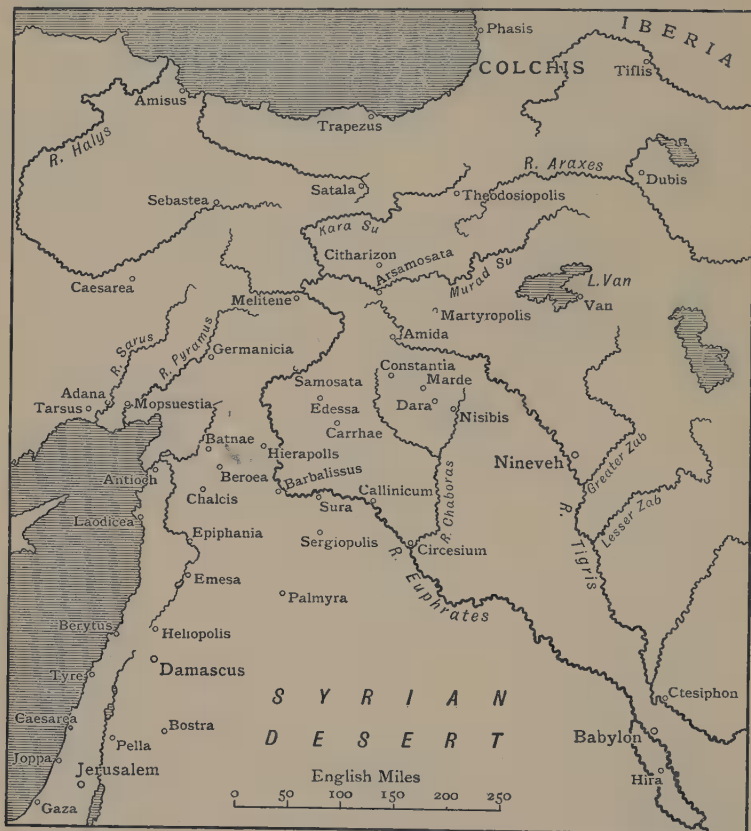 IBERIA
Phasis
COLCHIS
Tiflis
Amisus
Trapezus
R. Halys
R. Araxes
Dubis
Satala
Theodosiopolis
Sebastea
Kara Su
Citharizon
Arsamosata
Murad Su
L. Van
Van
Caesarea
Melitene
Martyropolis
R. Sarus
R. Pyramus
Germanicia
Amida
Samosata
Constantia
Marde
Adana
Tarsus
Mopsuestia
Edessa
Dara
Nisibis
Carrhae
Batnae
Hierapolis
Nineveh
Greater Zab
Antioch
Beroea
Barbalissus
Chalcis
Callinicum
R. Chaboras
Sura
Lesser Zab
Laodicea
Epiphania
Sergiopolis
Circesium
R. Tigris
Emesa
R. Euphrates
Palmyra
Berytus
Heliopolis
Damascus
Tyre
SYRIAN
Ctesiphon
Caesarea
Bostra
Pella
DESERT
Babylon
Joppa
Jerusalem
English Miles
Hira
0 50 100 150 200 250
Gaza